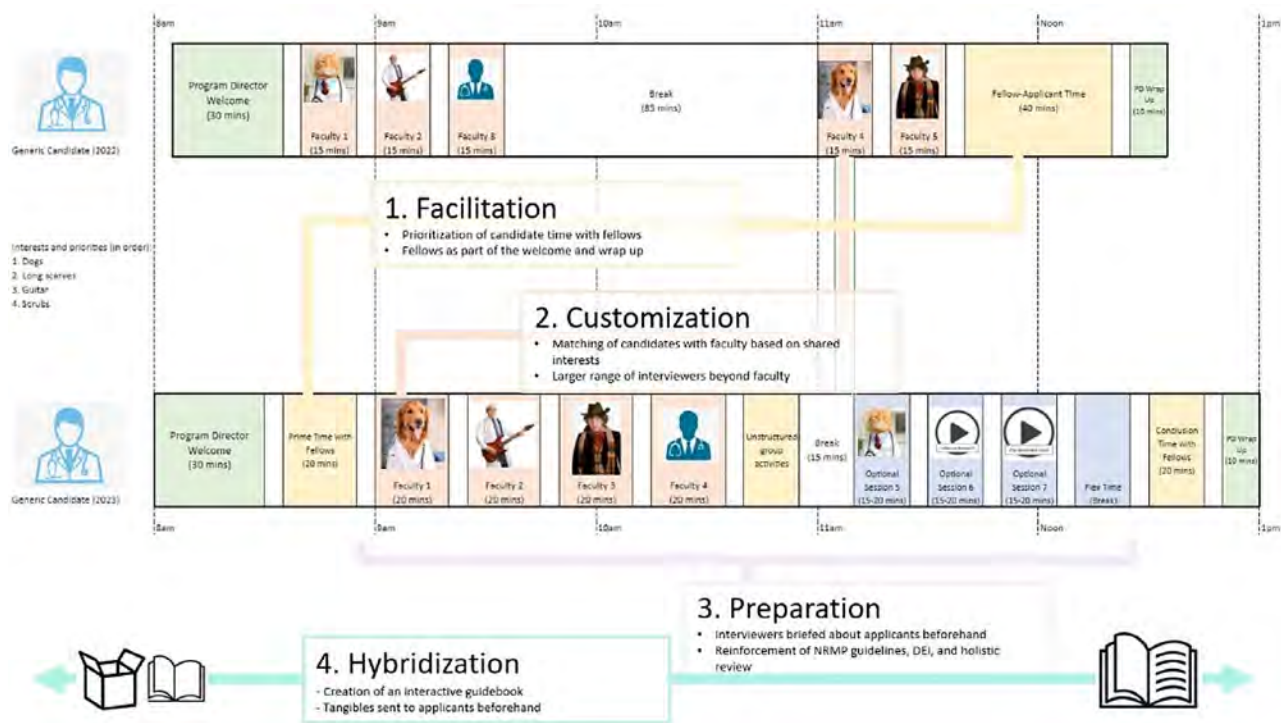 8am
9am
10am
11am
Noon
1pm
Program Director
Welcome
(30 mins)
Faculty 1
(15 mins)
Faculty 2
(15 mins)
Faculty 3
(15 mins)
Break
(85 mins)
Faculty 4
(15 mins)
Faculty 5
(15 mins)
Fellow-Applicant Time
(40 mins)
PD Wrap
Up
(10 mins)
Generic Candidate (2022)
1. Facilitation
• Prioritization of candidate time with fellows
• Fellows as part of the welcome and wrap up
Interests and priorities (in order):
1. Dogs
2. Long scarves
3. Guitar
4. Scrubs
2. Customization
• Matching of candidates with faculty based on shared
interests
• Larger range of interviewers beyond faculty
Program Director
Welcome
(30 mins)
Prime Time with
Fellows
(20 mins)
Faculty 1
(20 mins)
Faculty 2
(20 mins)
Faculty 3
(20 mins)
Faculty 4
(20 mins)
Unstructured
group
activities
Break
(15 mins)
Optional
Session 5
(15-20 mins)
Optional
Session 6
(15-20 mins)
Optional
Session 7
(15-20 mins)
Flex Time
(Break)
Conclusion
Time with
Fellows
(20 mins)
PD Wrap
Up
(10 mins)
Generic Candidate (2023)
8am
9am
10am
11am
Noon
1pm
3. Preparation
• Interviewers briefed about applicants beforehand
• Reinforcement of NRMP guidelines, DEI, and holistic
review
4. Hybridization
- Creation of an interactive guidebook
- Tangibles sent to applicants beforehand